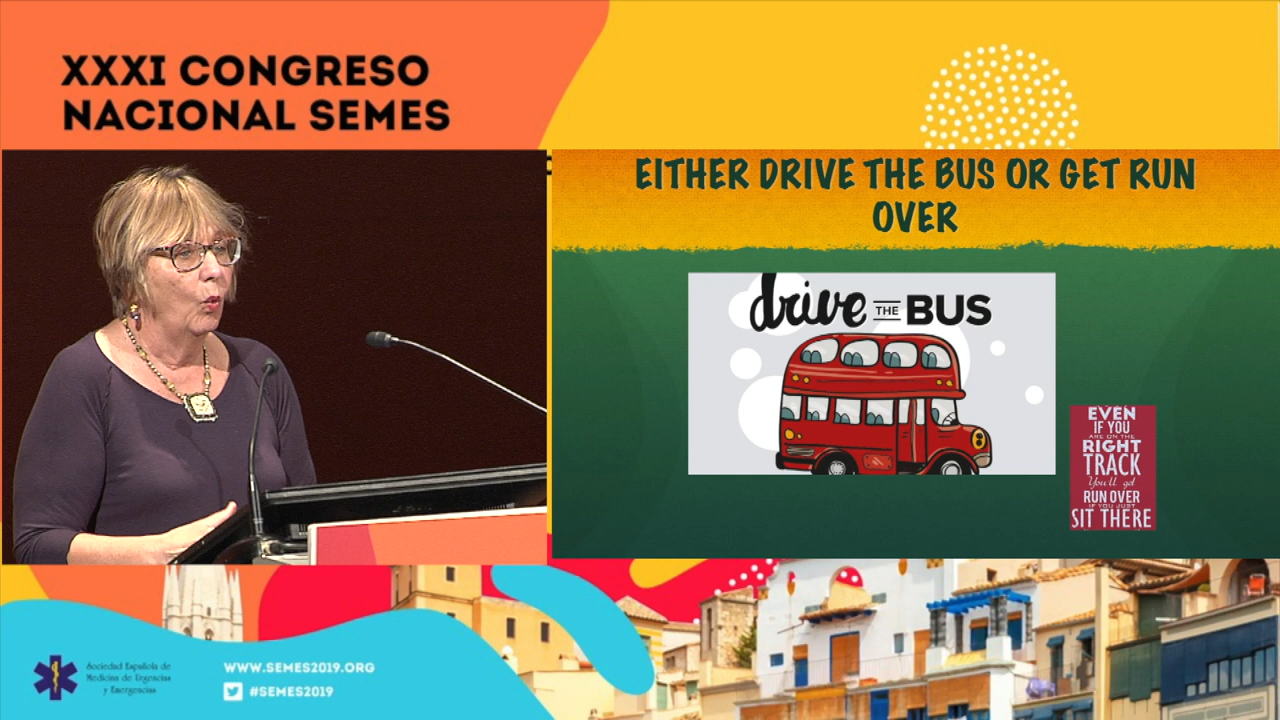 XXXI CONGRESO
NACIONAL SEMES
EITHER DRIVE THE BUS OR GET RUN
OVER
drive THE BUS
EVEN
IF YOU
ARE ON THE
RIGHT
TRACK
You'll get
RUN OVER
IF YOU JUST
SIT THERE
Sociedad Española de
Medicina de Urgencias
y Emergencias
WWW.SEMES2019.ORG
#SEMES2019